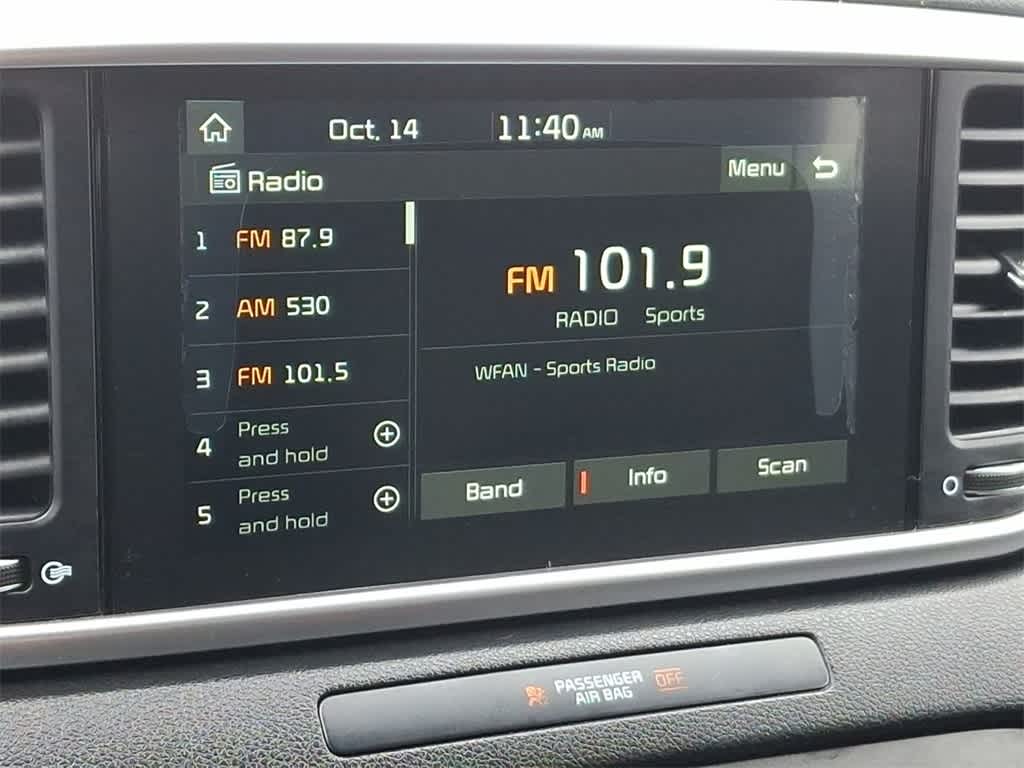 Oct. 14 11:40 AM
Radio Menu
1 FM 87.9
2 AM 530
3 FM 101.5
4 Press and hold
5 Press and hold
FM 101.9
RADIO Sports
WFAN - Sports Radio
Band Info Scan
PASSENGER AIR BAG OFF